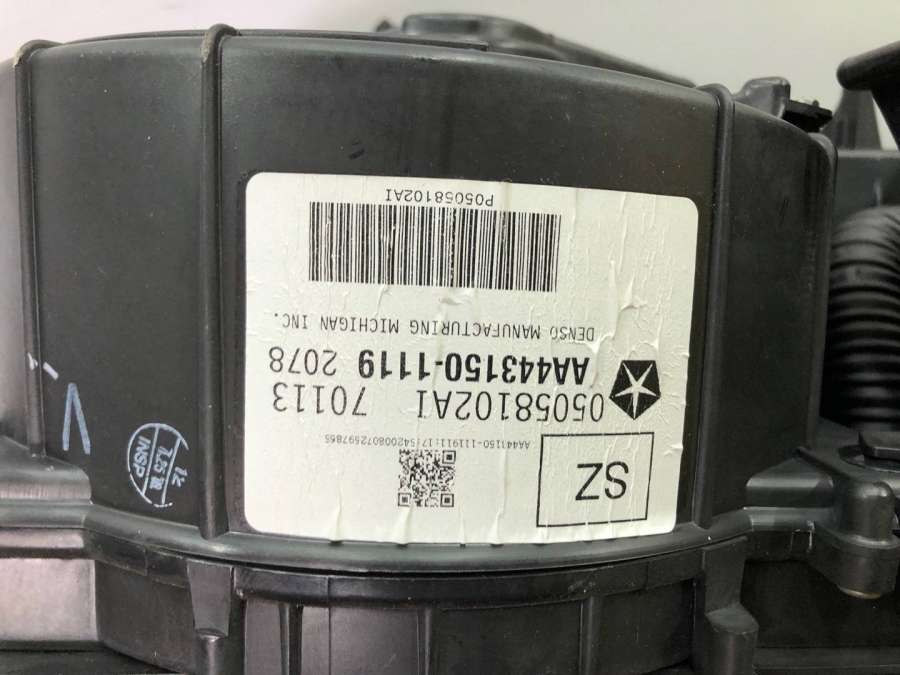 SZ
05058102AI 70113
AA443150-1119 2078
DENSO MANUFACTURING MICHIGAN INC.
P05058102AI
INSP